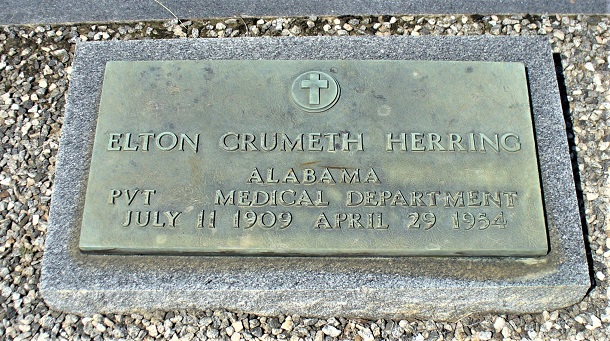 ELTON CRUMETH HERRING
ALABAMA
PVT MEDICAL DEPARTMENT
JULY 11 1909 APRIL 29 1954